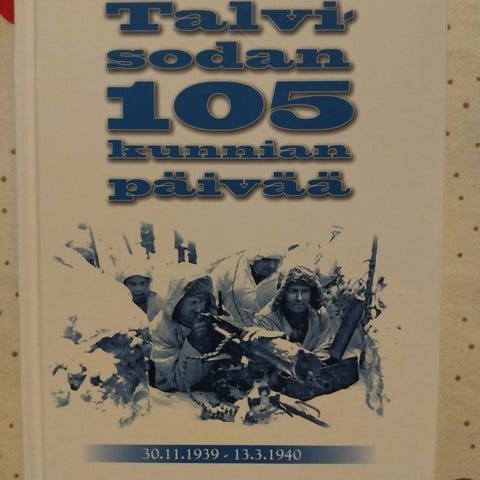 Talvi-
sodan
105
kunnian
päivää
30.11.1939 - 13.3.1940